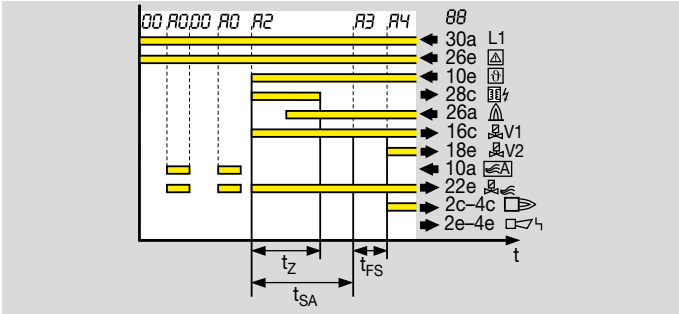 00 A0 00 A0 A2 A3 A4 88
30a L1
26e
10e
28c
26a
16c V1
18e V2
10a A
22e
2c–4c
2e–4e
t
tZ tFS
tSA